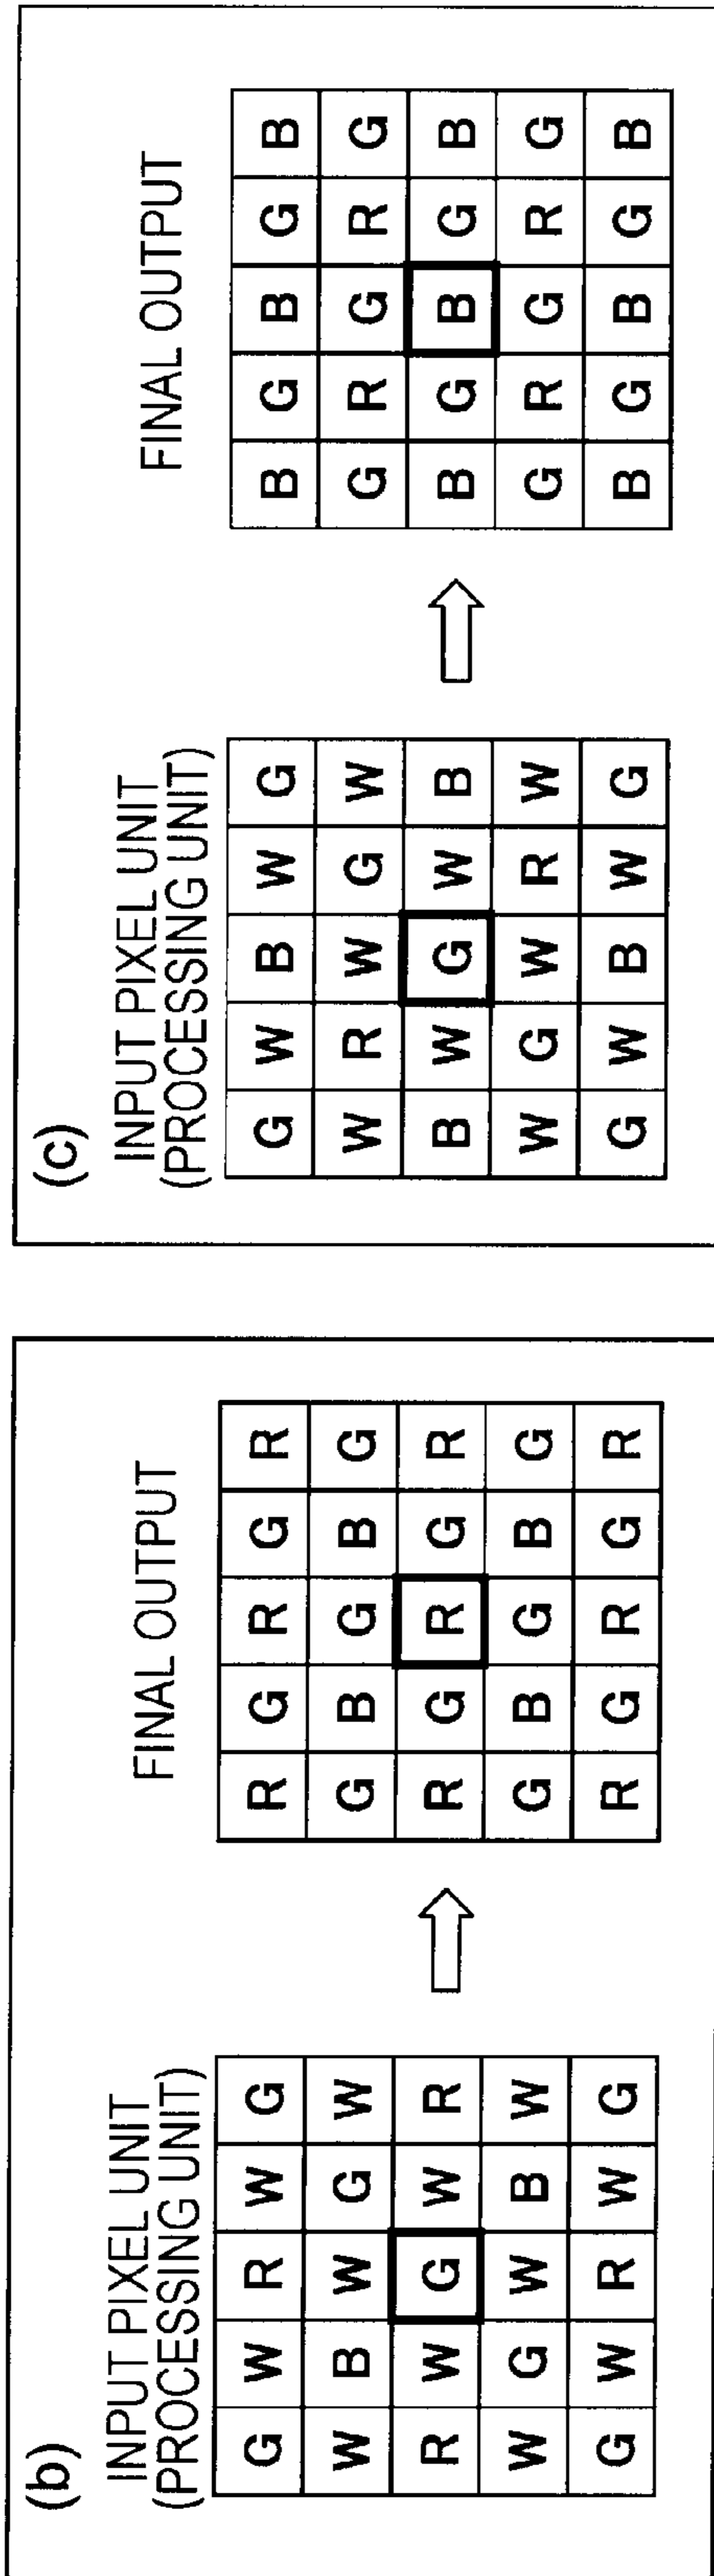 (b)
INPUT PIXEL UNIT
(PROCESSING UNIT)
G W R W G
W B W G W
R W G W R
W G W B W
G W R W G
FINAL OUTPUT
R G R G R
G B G B G
R G R G R
G B G B G
R G R G R
(c)
INPUT PIXEL UNIT
(PROCESSING UNIT)
G W B W G
W R W G W
B W G W B
W G W R W
G W B W G
FINAL OUTPUT
B G B G B
G R G R G
B G B G B
G R G R G
B G B G B